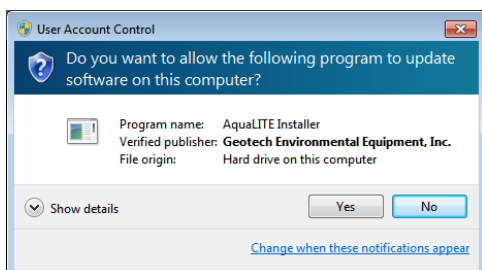 User Account Control
Do you want to allow the following program to update
software on this computer?
Program name: AquaLITE Installer
Verified publisher: Geotech Environmental Equipment, Inc.
File origin: Hard drive on this computer
Show details
Yes
No
Change when these notifications appear